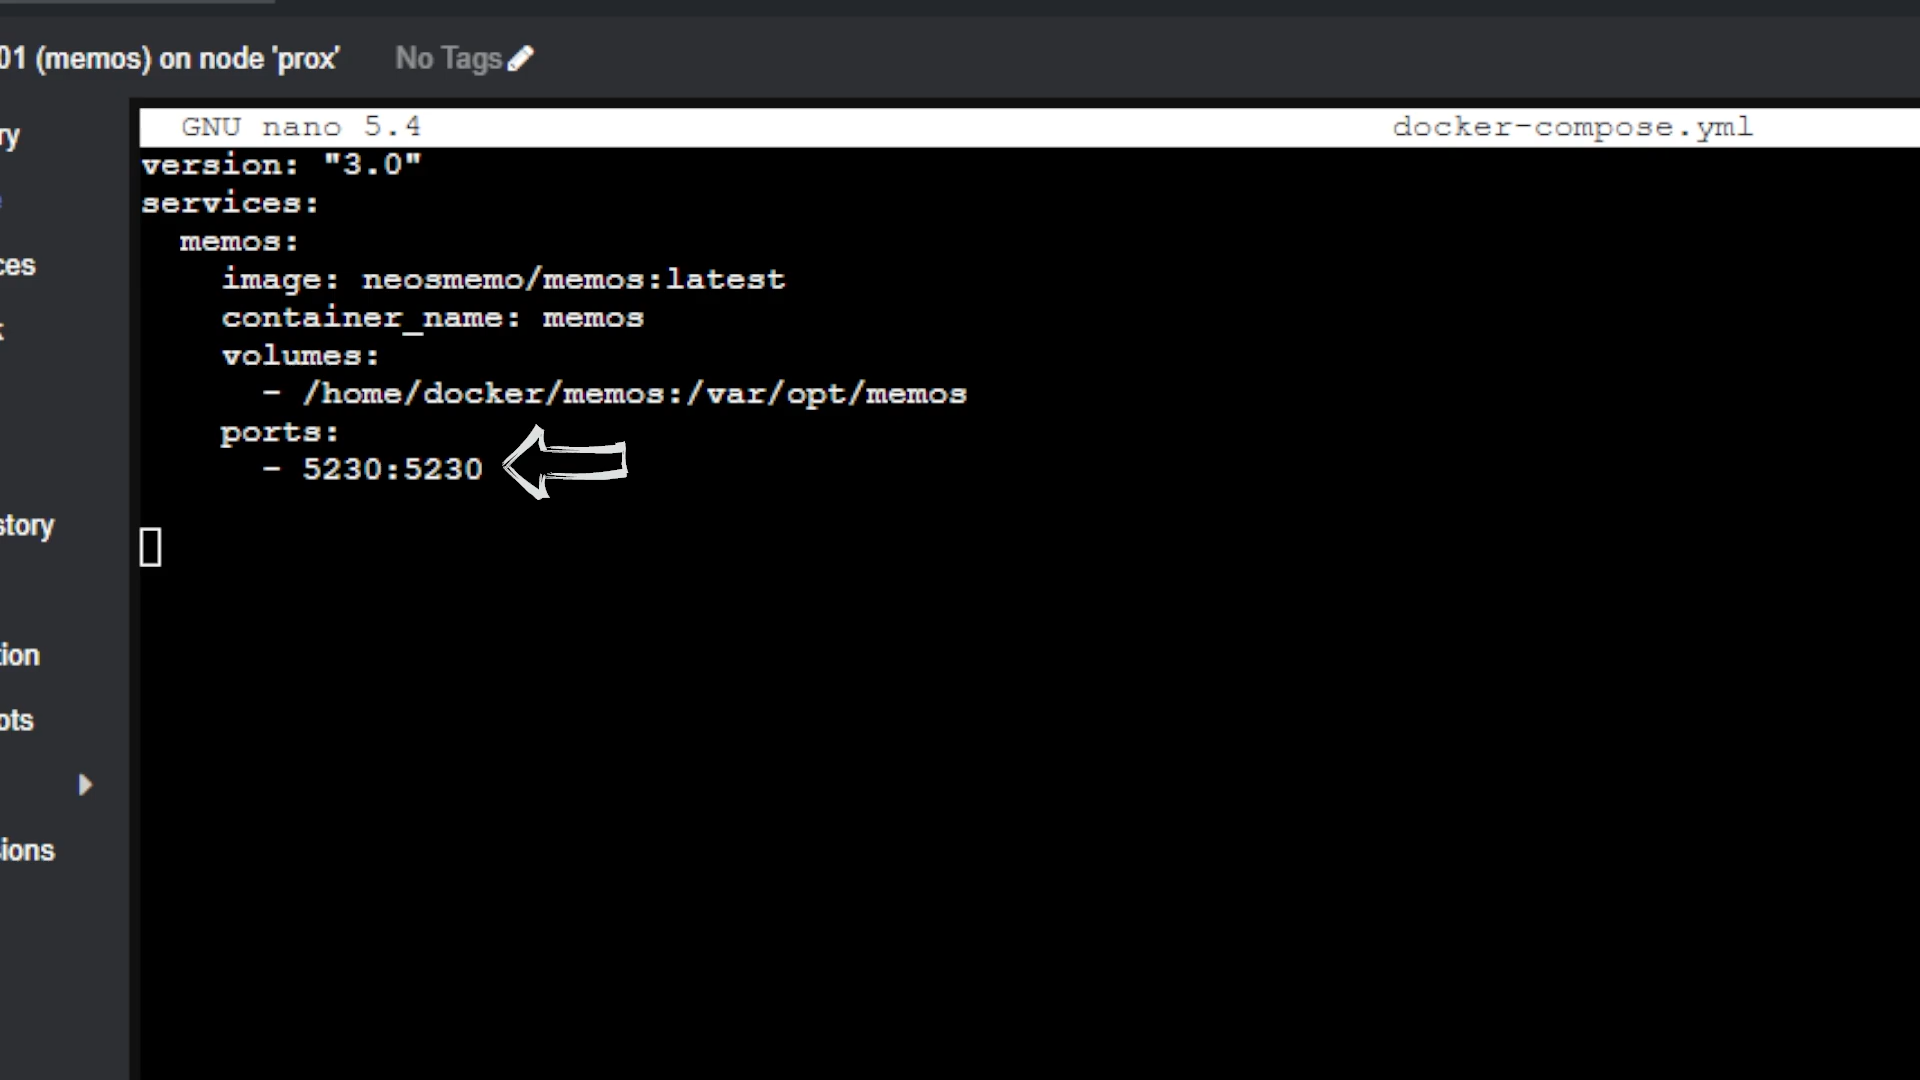 01 (memos) on node 'prox' No Tags
GNU nano 5.4 docker-compose.yml
version: "3.0"
services:
memos:
image: neosmemo/memos:latest
container_name: memos
volumes:
- /home/docker/memos:/var/opt/memos
ports:
- 5230:5230
ry
ces
story
tion
ots
sions